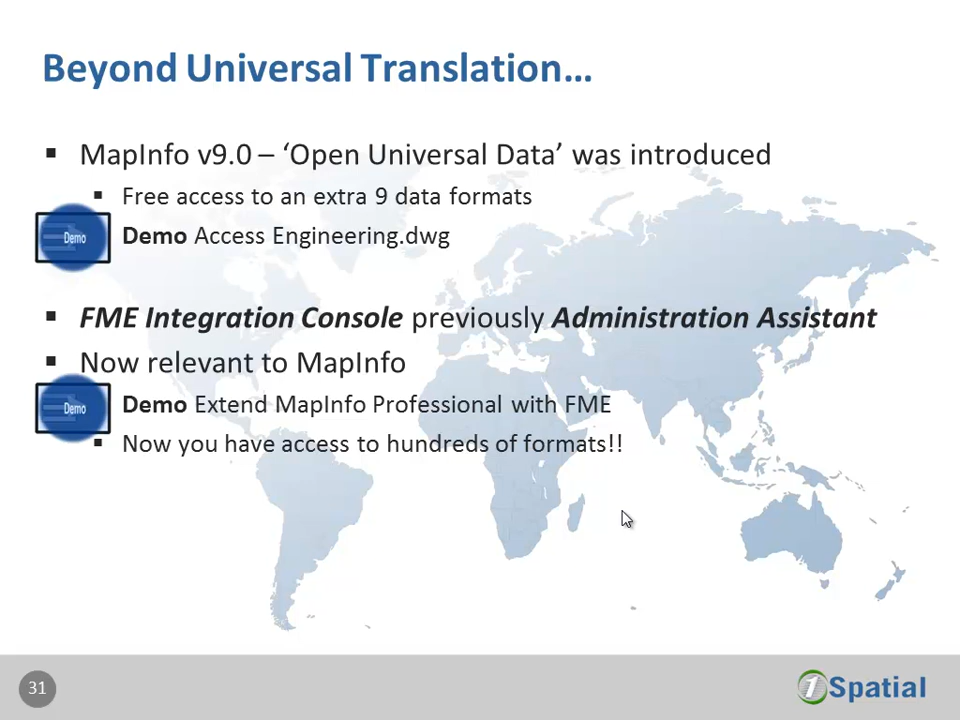 Beyond Universal Translation…
▪ MapInfo v9.0 – ‘Open Universal Data’ was introduced
▪ Free access to an extra 9 data formats
Demo
Demo Access Engineering.dwg
▪ FME Integration Console previously Administration Assistant
▪ Now relevant to MapInfo
Demo
Demo Extend MapInfo Professional with FME
▪ Now you have access to hundreds of formats!!
31
1Spatial